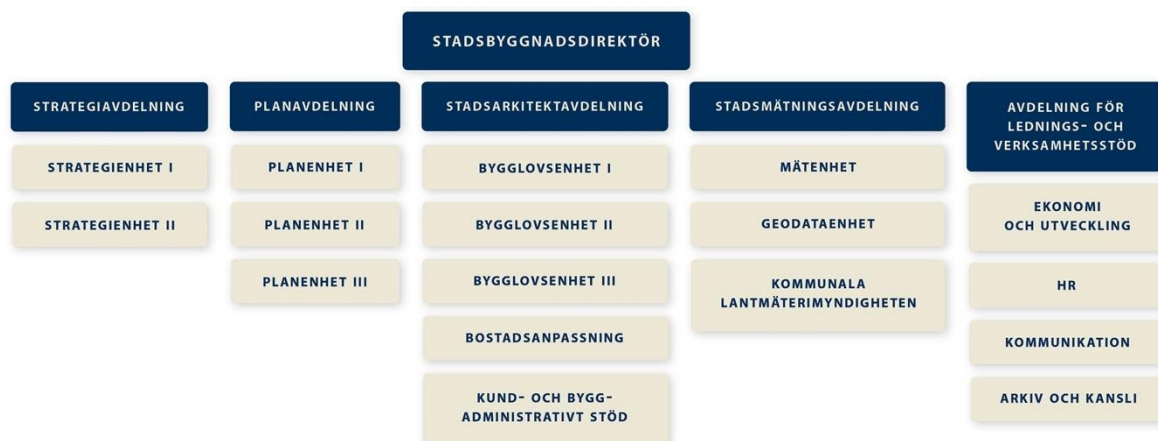 STADSBYGGNADSDIREKTÖR
STRATEGIAVDELNING
STRATEGIENHET I
STRATEGIENHET II
PLANAVDELNING
PLANENHET I
PLANENHET II
PLANENHET III
STADSARKITEKTAVDELNING
BYGGLOVSENHET I
BYGGLOVSENHET II
BYGGLOVSENHET III
BOSTADSANPASSNING
KUND- OCH BYGG-
ADMINISTRATIVT STÖD
STADSMÄTNINGSAVDELNING
MÄTENHET
GEODATAENHET
KOMMUNALA
LANTMÄTERIMYNDIGHETEN
AVDELNING FÖR
LEDNINGS- OCH
VERKSAMHETSSTÖD
EKONOMI
OCH UTVECKLING
HR
KOMMUNIKATION
ARKIV OCH KANSLI